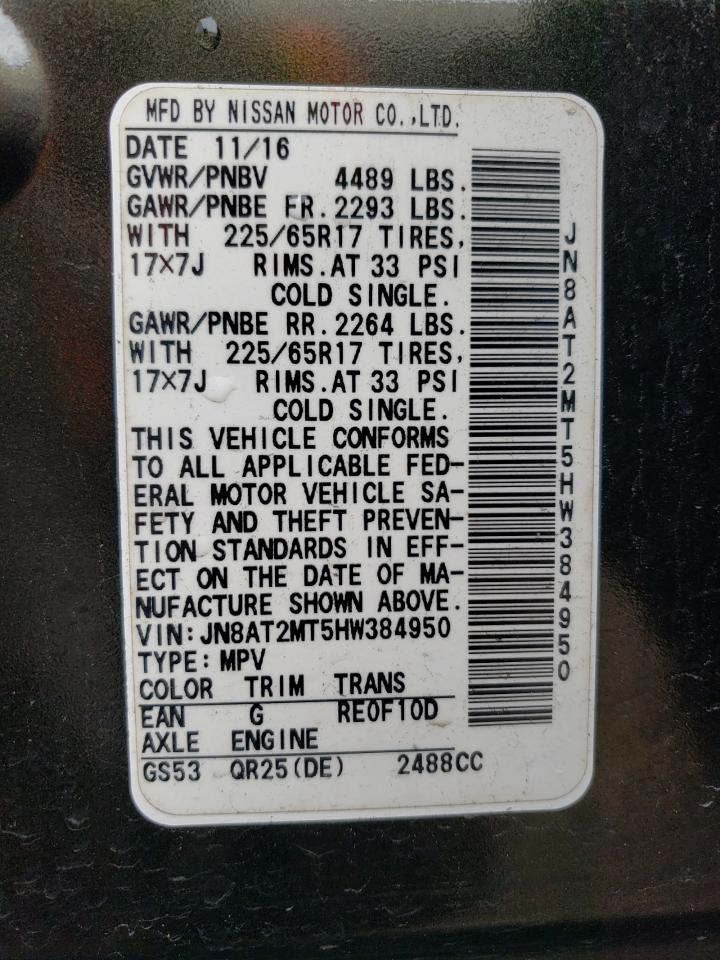 MFD BY NISSAN MOTOR CO.,LTD.
DATE 11/16
GVWR/PNBV 4489 LBS.
GAWR/PNBE FR. 2293 LBS.
WITH 225/65R17 TIRES,
17×7J RIMS.AT 33 PSI
COLD SINGLE.
GAWR/PNBE RR. 2264 LBS.
WITH 225/65R17 TIRES,
17×7J RIMS.AT 33 PSI
COLD SINGLE.
THIS VEHICLE CONFORMS
TO ALL APPLICABLE FED-
ERAL MOTOR VEHICLE SA-
FETY AND THEFT PREVEN-
TION STANDARDS IN EFF-
ECT ON THE DATE OF MA-
NUFACTURE SHOWN ABOVE.
VIN:JN8AT2MT5HW384950
TYPE:MPV
COLOR TRIM TRANS
EAN G RE0F10D
AXLE ENGINE
GS53 QR25(DE) 2488CC
JN8AT2MT5HW384950